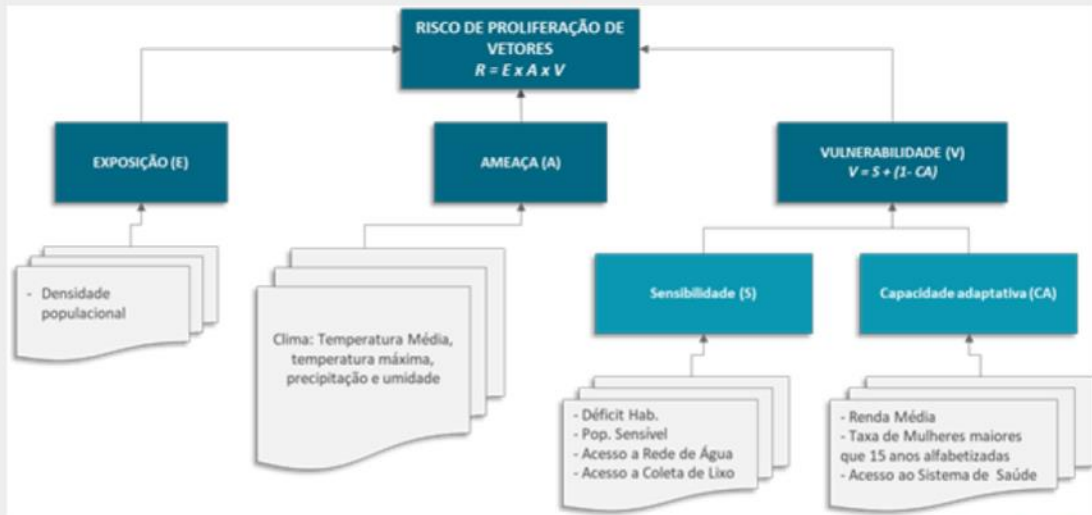 RISCO DE PROLIFERAÇÃO DE
VETORES
R = E x A x V
EXPOSIÇÃO (E)
AMEAÇA (A)
VULNERABILIDADE (V)
V = S + (1- CA)
- Densidade
populacional
Clima: Temperatura Média,
temperatura máxima,
precipitação e umidade
Sensibilidade (S)
Capacidade adaptativa (CA)
- Déficit Hab.
- Pop. Sensível
- Acesso a Rede de Água
- Acesso a Coleta de Lixo
- Renda Média
- Taxa de Mulheres maiores
que 15 anos alfabetizadas
- Acesso ao Sistema de Saúde